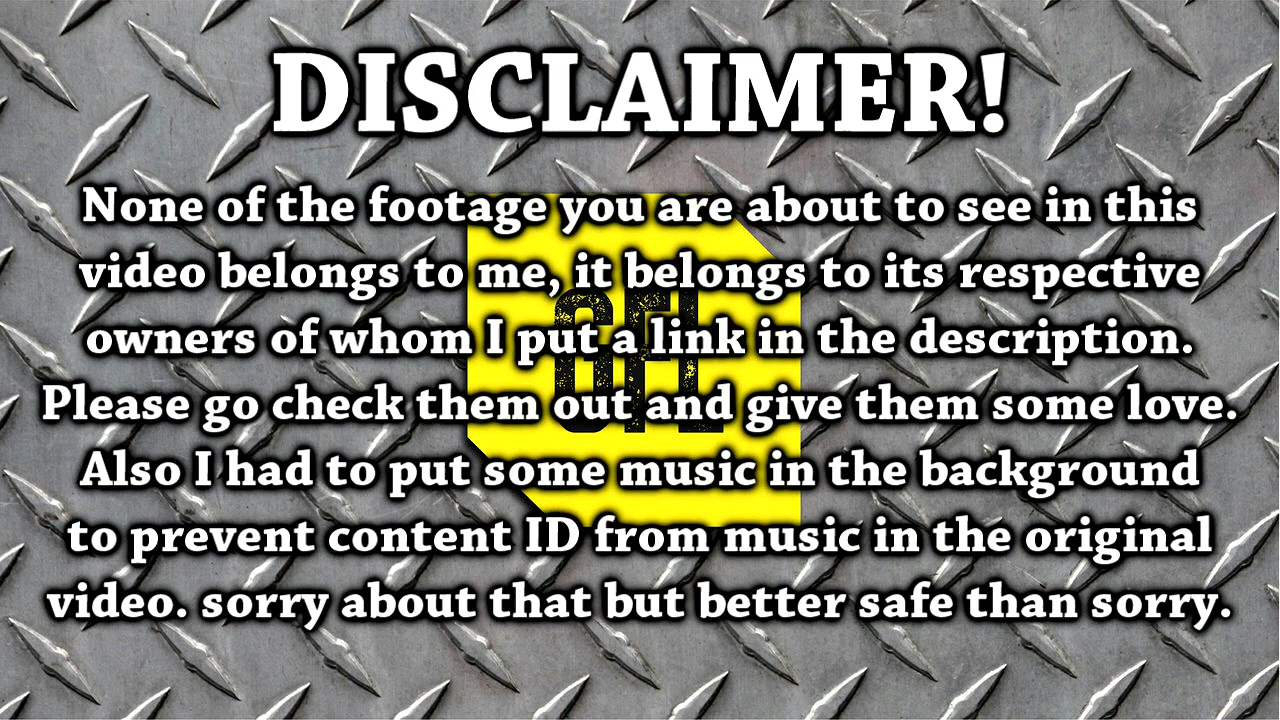 DISCLAIMER!
None of the footage you are about to see in this
video belongs to me, it belongs to its respective
owners of whom I put a link in the description.
Please go check them out and give them some love.
Also I had to put some music in the background
to prevent content ID from music in the original
video. sorry about that but better safe than sorry.
GFL